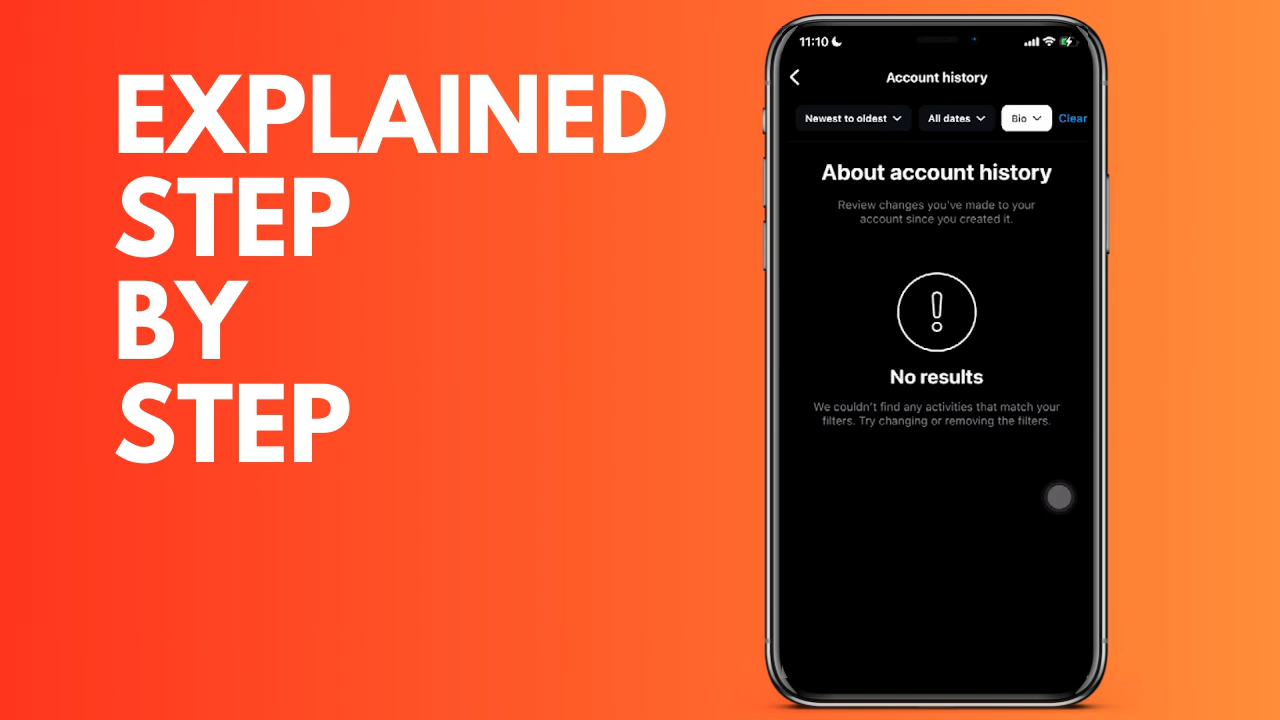 EXPLAINED
STEP
BY
STEP
11:10
Account history
Newest to oldest
All dates
Bio
Clear
About account history
Review changes you've made to your
account since you created it.
No results
We couldn't find any activities that match your
filters. Try changing or removing the filters.